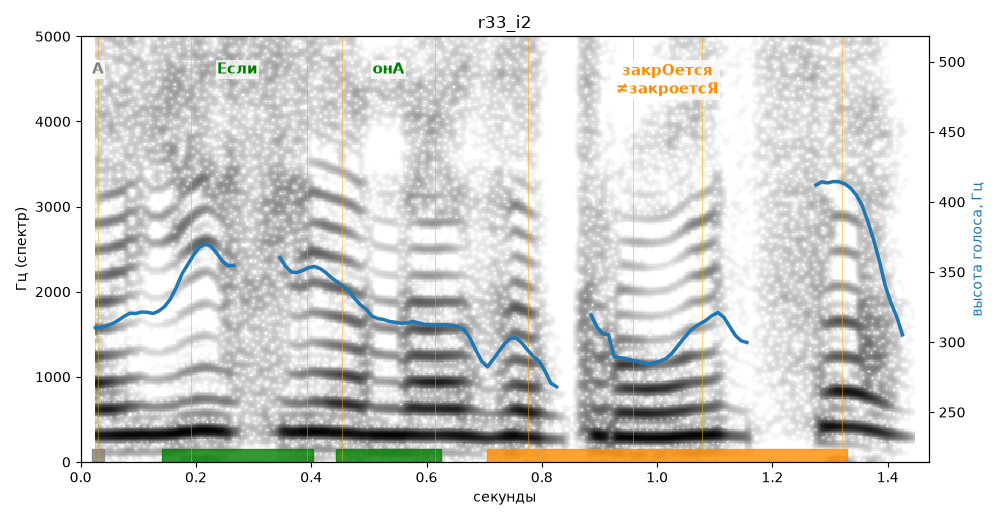 r33_i2
А
Если
онА
закрОется
≠закроетсЯ
5000
4000
3000
2000
1000
0
Гц (спектр)
500
450
400
350
300
250
высота голоса, Гц
0.0 0.2 0.4 0.6 0.8 1.0 1.2 1.4
секунды